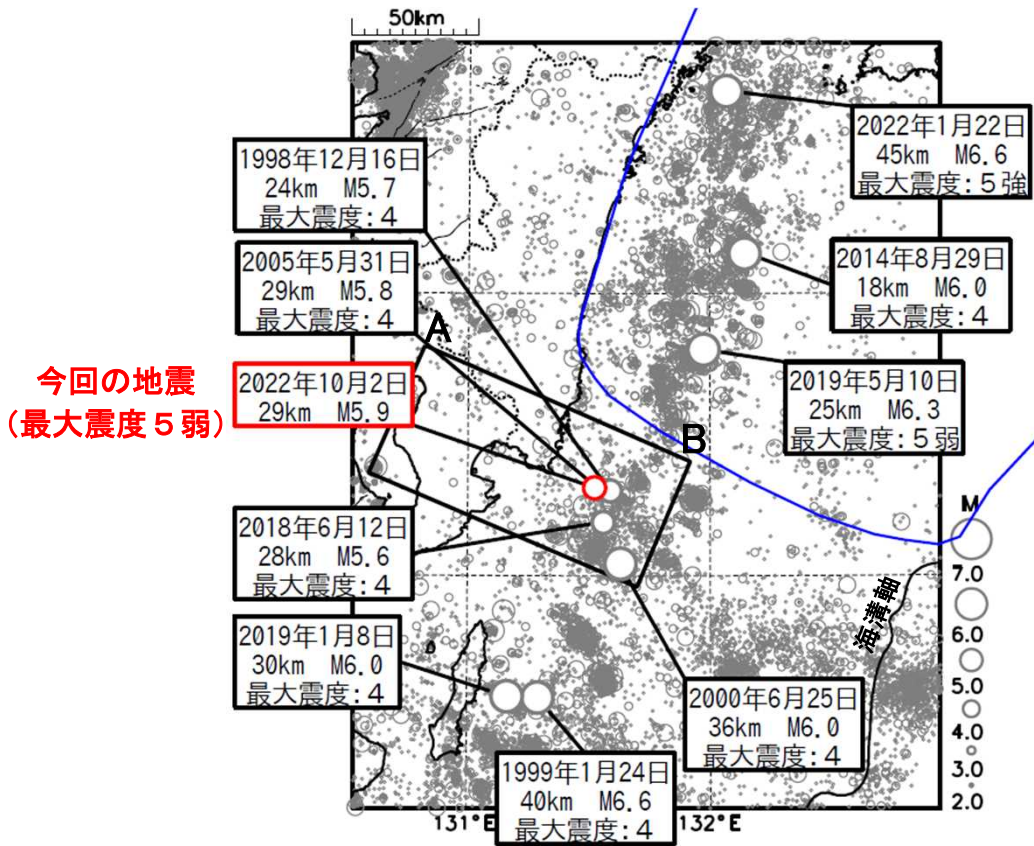 50km
2022年1月22日
45km M6.6
最大震度:5強
1998年12月16日
24km M5.7
最大震度:4
2005年5月31日
29km M5.8
最大震度:4
2014年8月29日
18km M6.0
最大震度:4
A
今回の地震
(最大震度5弱)
2022年10月2日
29km M5.9
2019年5月10日
25km M6.3
最大震度:5弱
B
2018年6月12日
28km M5.6
最大震度:4
M
7.0
6.0
5.0
4.0
3.0
2.0
海溝軸
2019年1月8日
30km M6.0
最大震度:4
2000年6月25日
36km M6.0
最大震度:4
1999年1月24日
40km M6.6
最大震度:4
131°E
132°E